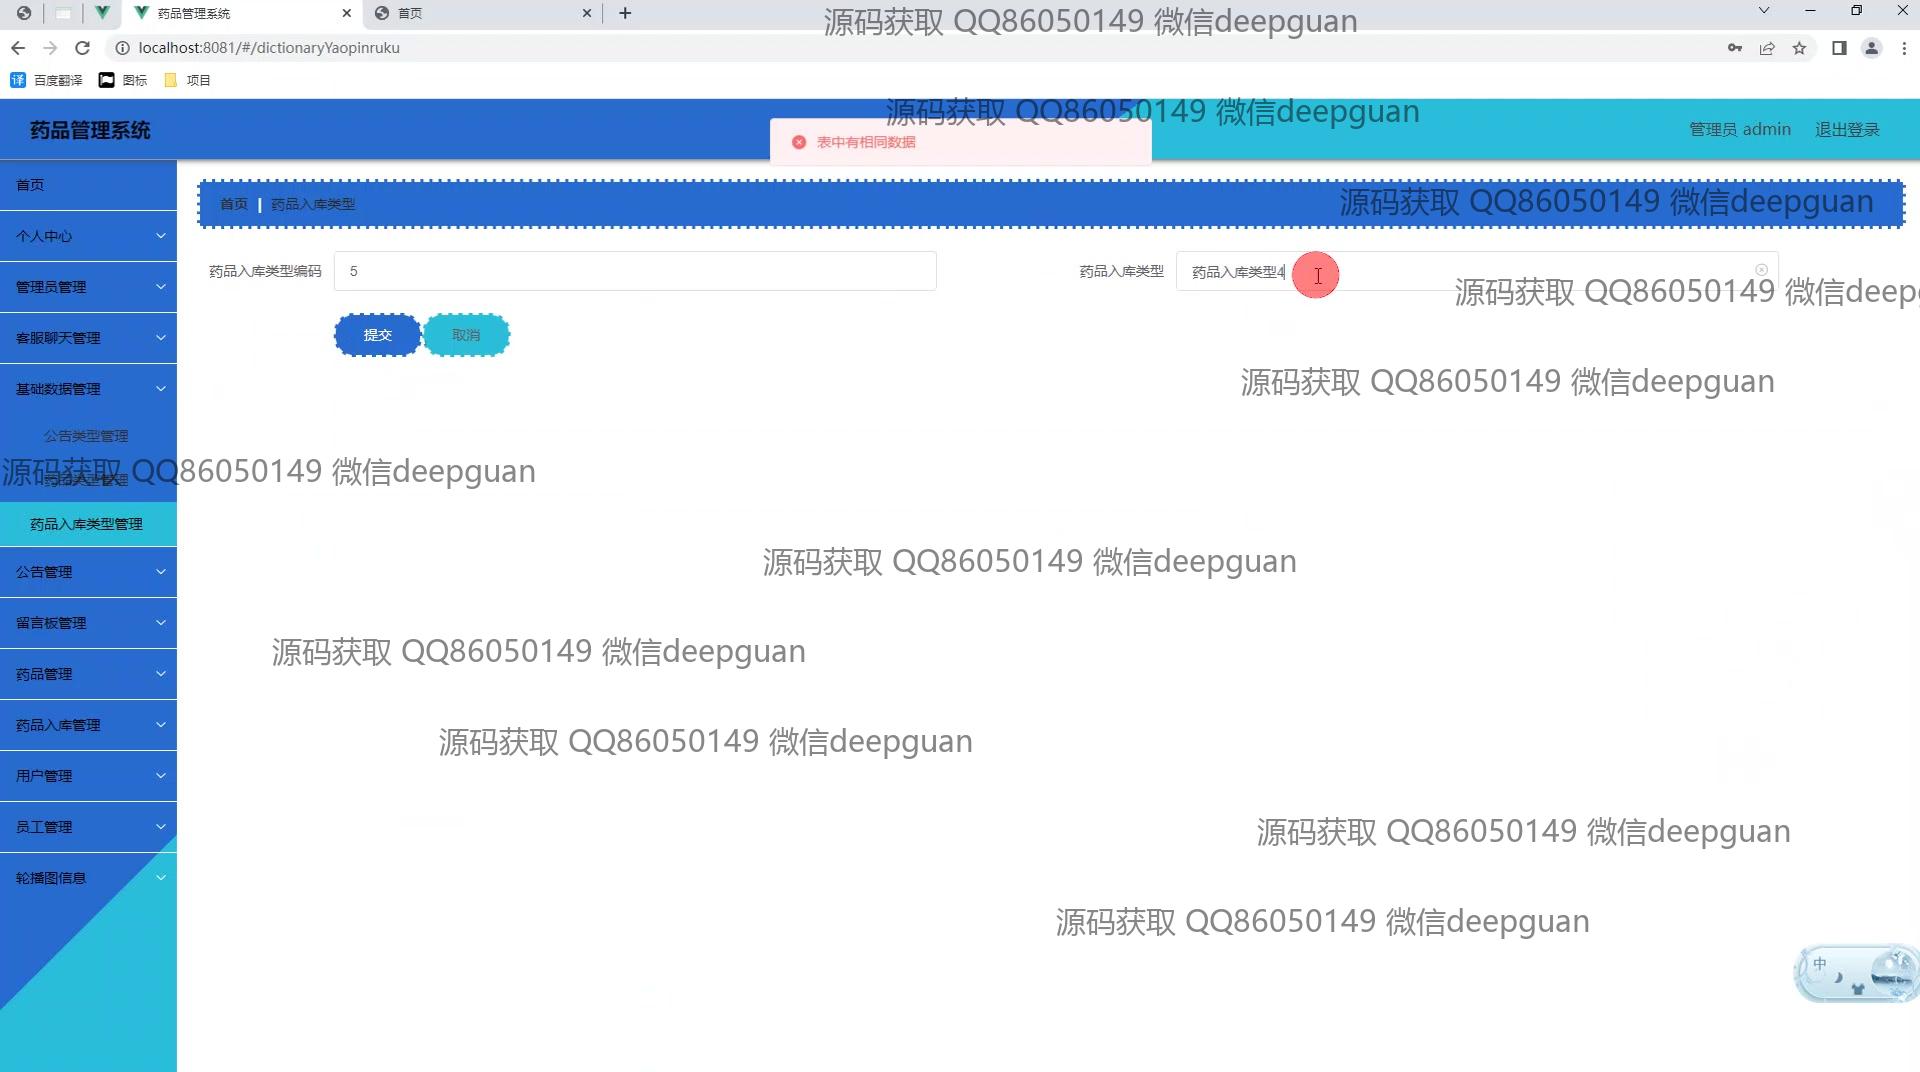 药品管理系统
首页
源码获取 QQ86050149 微信deepguan
localhost:8081/#/dictionaryYaopinruku
译 百度翻译
图标
项目
药品管理系统
源码获取 QQ86050149 微信deepguan
表中有相同数据
管理员 admin
退出登录
首页
个人中心
管理员管理
客服聊天管理
基础数据管理
公告类型管理
药品类型管理
药品入库类型管理
公告管理
留言板管理
药品管理
药品入库管理
用户管理
员工管理
轮播图信息
首页 | 药品入库类型
源码获取 QQ86050149 微信deepguan
药品入库类型编码 5
药品入库类型 药品入库类型4
源码获取 QQ86050149 微信deep
提交 取消
源码获取 QQ86050149 微信deepguan
源码获取 QQ86050149 微信deepguan
源码获取 QQ86050149 微信deepguan
源码获取 QQ86050149 微信deepguan
源码获取 QQ86050149 微信deepguan
源码获取 QQ86050149 微信deepguan
源码获取 QQ86050149 微信deepguan
中